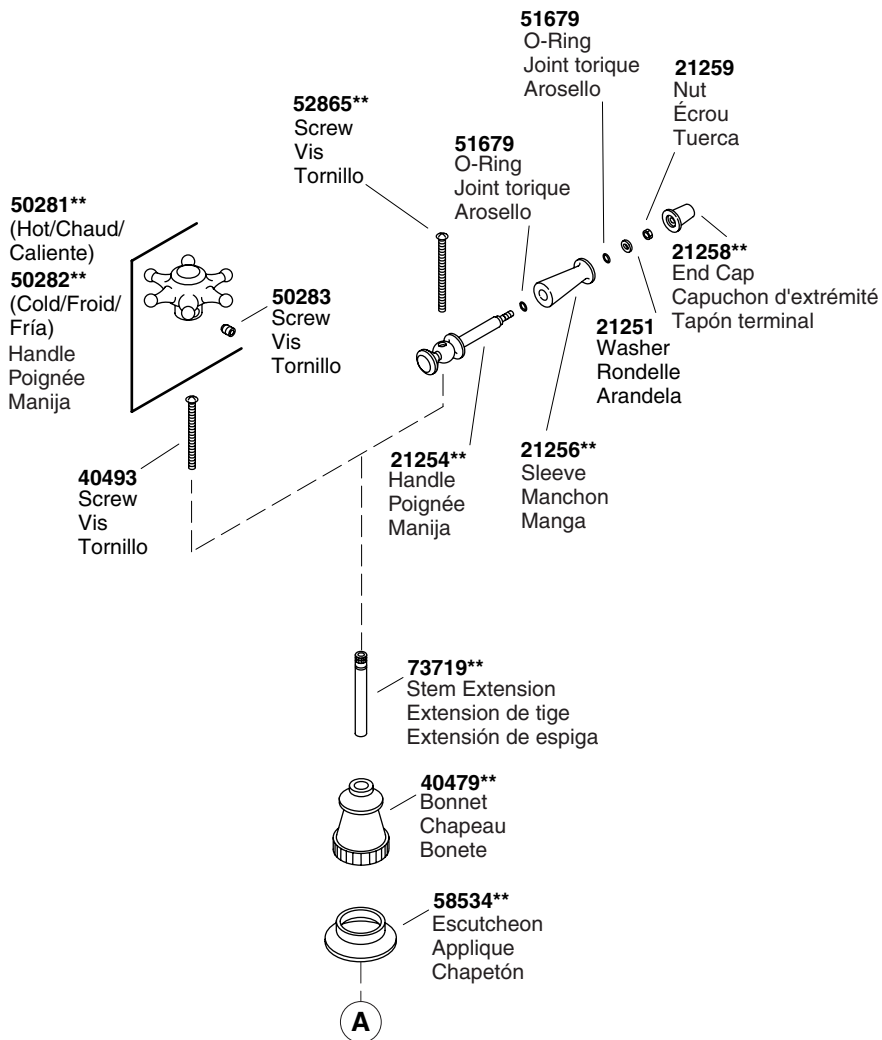 51679
O-Ring
Joint torique
Arosello
21259
Nut
Écrou
Tuerca
52865**
Screw
Vis
Tornillo
51679
O-Ring
Joint torique
Arosello
50281**
(Hot/Chaud/
Caliente)
50282**
(Cold/Froid/
Fría)
Handle
Poignée
Manija
50283
Screw
Vis
Tornillo
21258**
End Cap
Capuchon d'extrémité
Tapón terminal
21251
Washer
Rondelle
Arandela
40493
Screw
Vis
Tornillo
21254**
Handle
Poignée
Manija
21256**
Sleeve
Manchon
Manga
73719**
Stem Extension
Extension de tige
Extensión de espiga
40479**
Bonnet
Chapeau
Bonete
58534**
Escutcheon
Applique
Chapetón
A